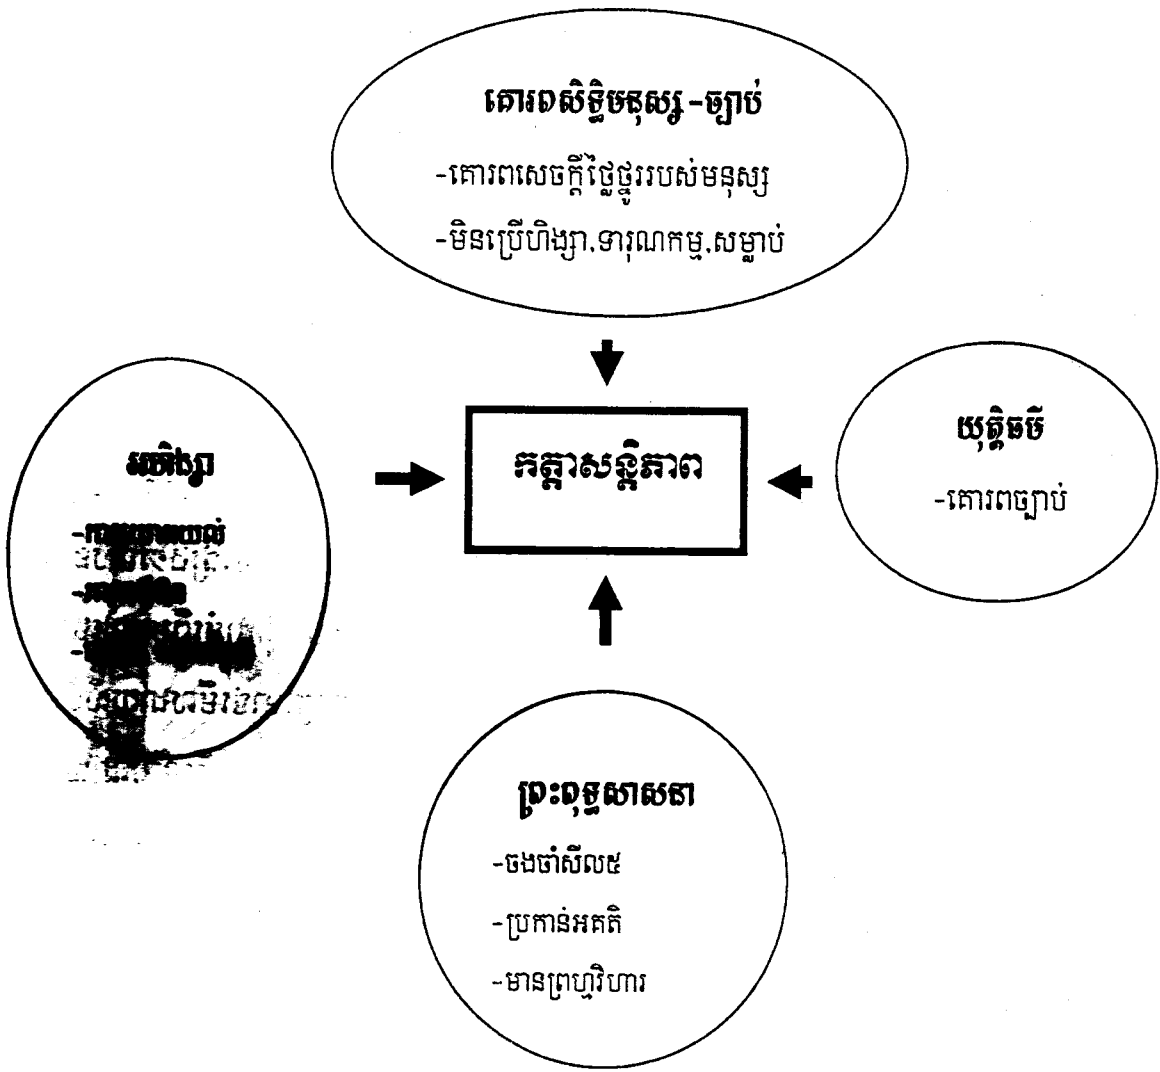 គោរពសិទ្ធិមនុស្ស-ច្បាប់
-គោរពសេចក្តីថ្លៃថ្នូររបស់មនុស្ស
-មិនប្រើហិង្សា,ទារុណកម្ម,សម្លាប់
យុត្តិធម៌
-គោរពច្បាប់
កត្តាសន្តិភាព
អហិង្សា
ព្រះពុទ្ធសាសនា
-ចងចាំសីល៥
-ប្រកាន់អគតិ
-មានព្រហ្មវិហារ